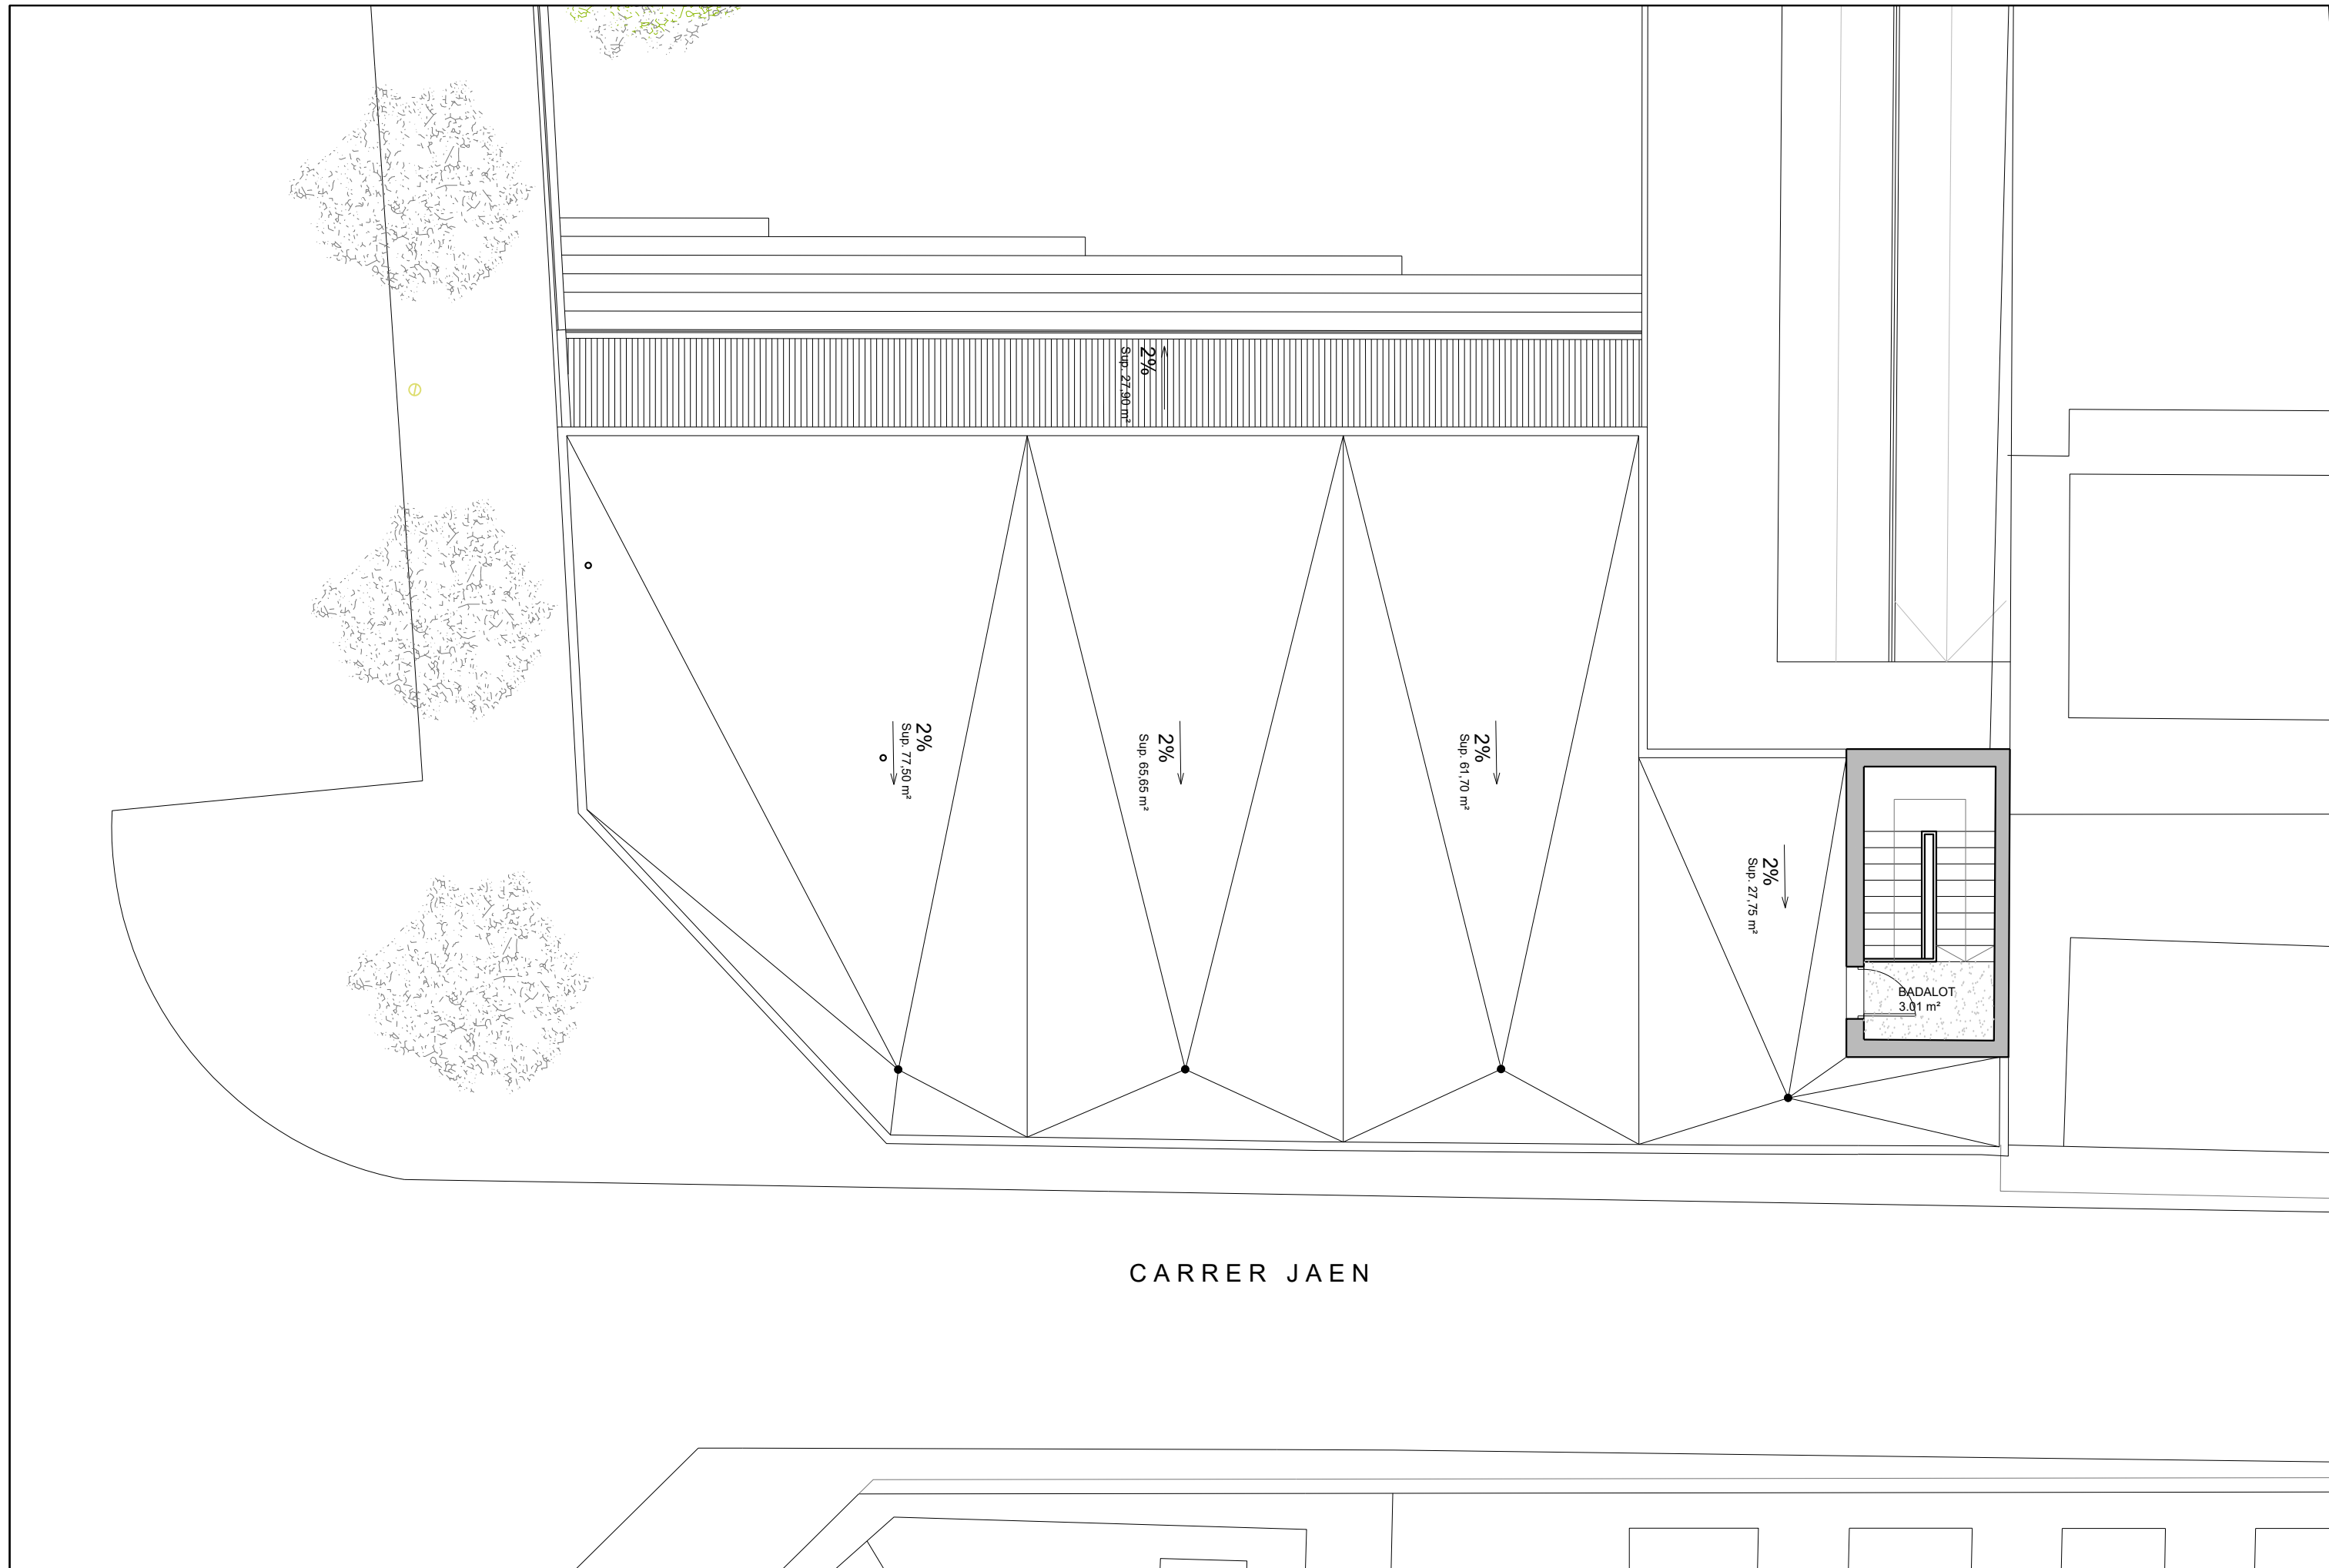 2%
Sup. 27,90 m²
2%
Sup. 77,50 m²
2%
Sup. 65,65 m²
2%
Sup. 61,70 m²
2%
Sup. 27,75 m²
BADALOT
3.01 m²
CARRER JAEN